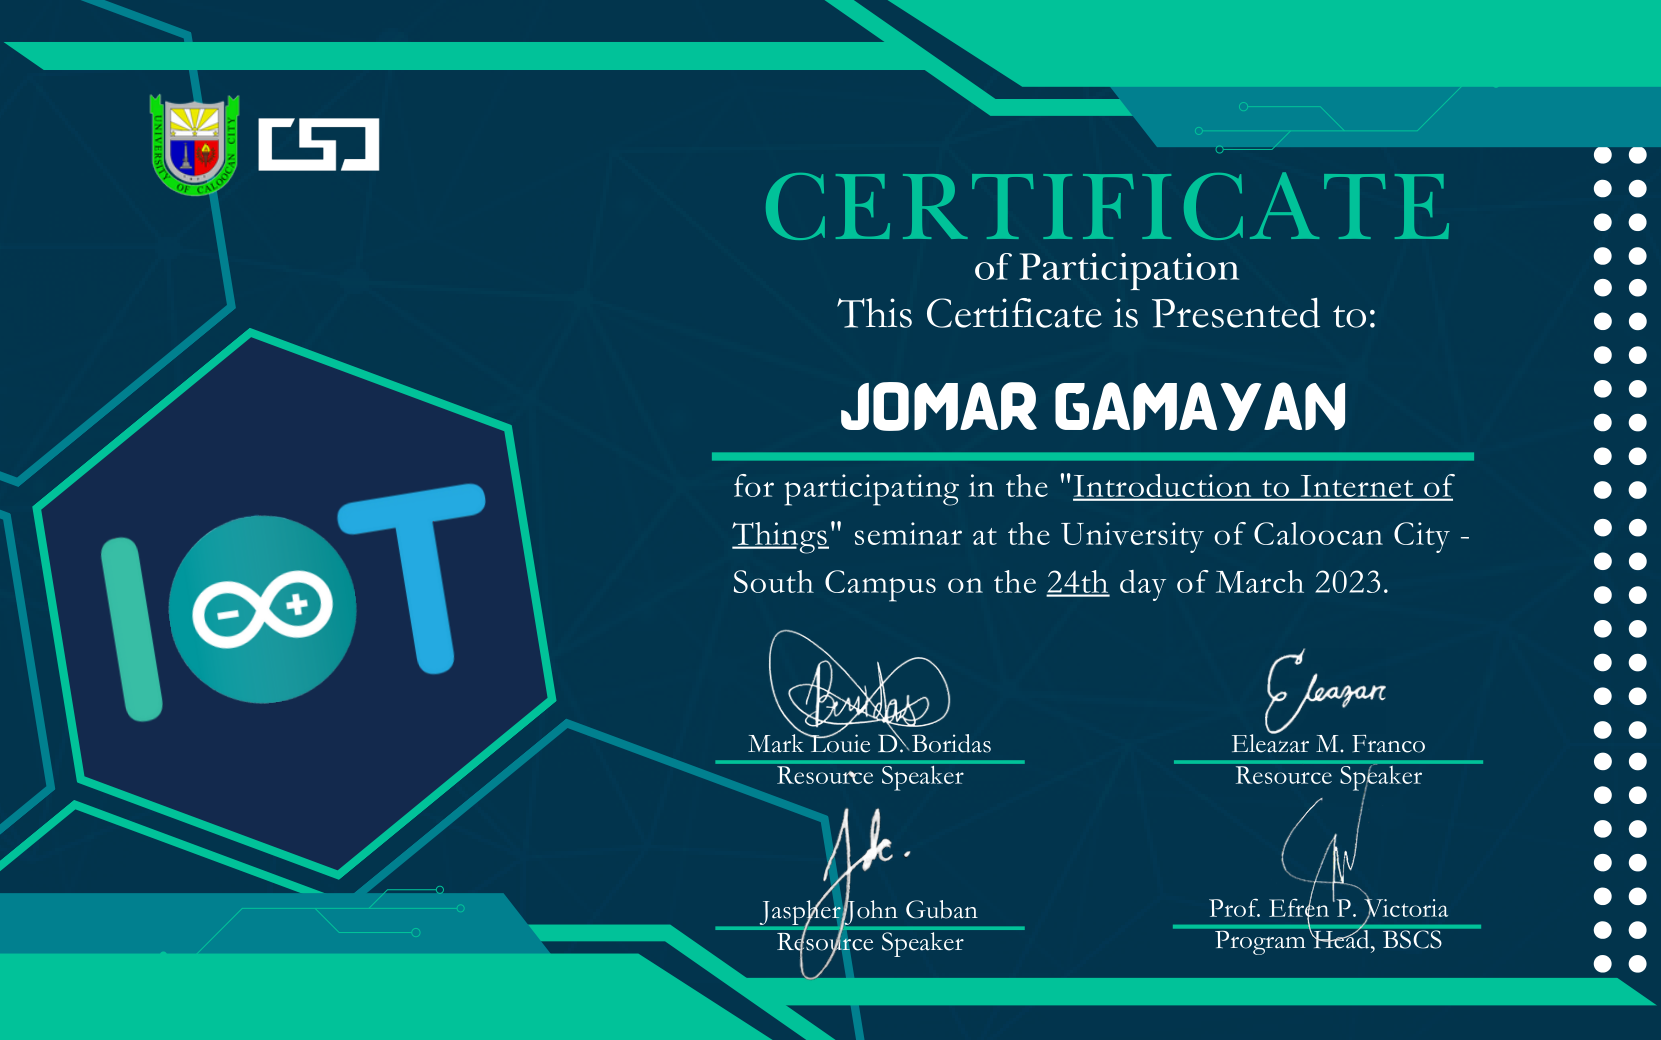 UNIVERSITY OF CALOOCAN CITY
CSD
CERTIFICATE
of Participation
This Certificate is Presented to:
JOMAR GAMAYAN
for participating in the "Introduction to Internet of
Things" seminar at the University of Caloocan City -
South Campus on the 24th day of March 2023.
IOT
Boridas
Eleazar
Mark Louie D. Boridas
Eleazar M. Franco
Resource Speaker
Resource Speaker
Jaspher John Guban
Prof. Efren P. Victoria
Resource Speaker
Program Head, BSCS